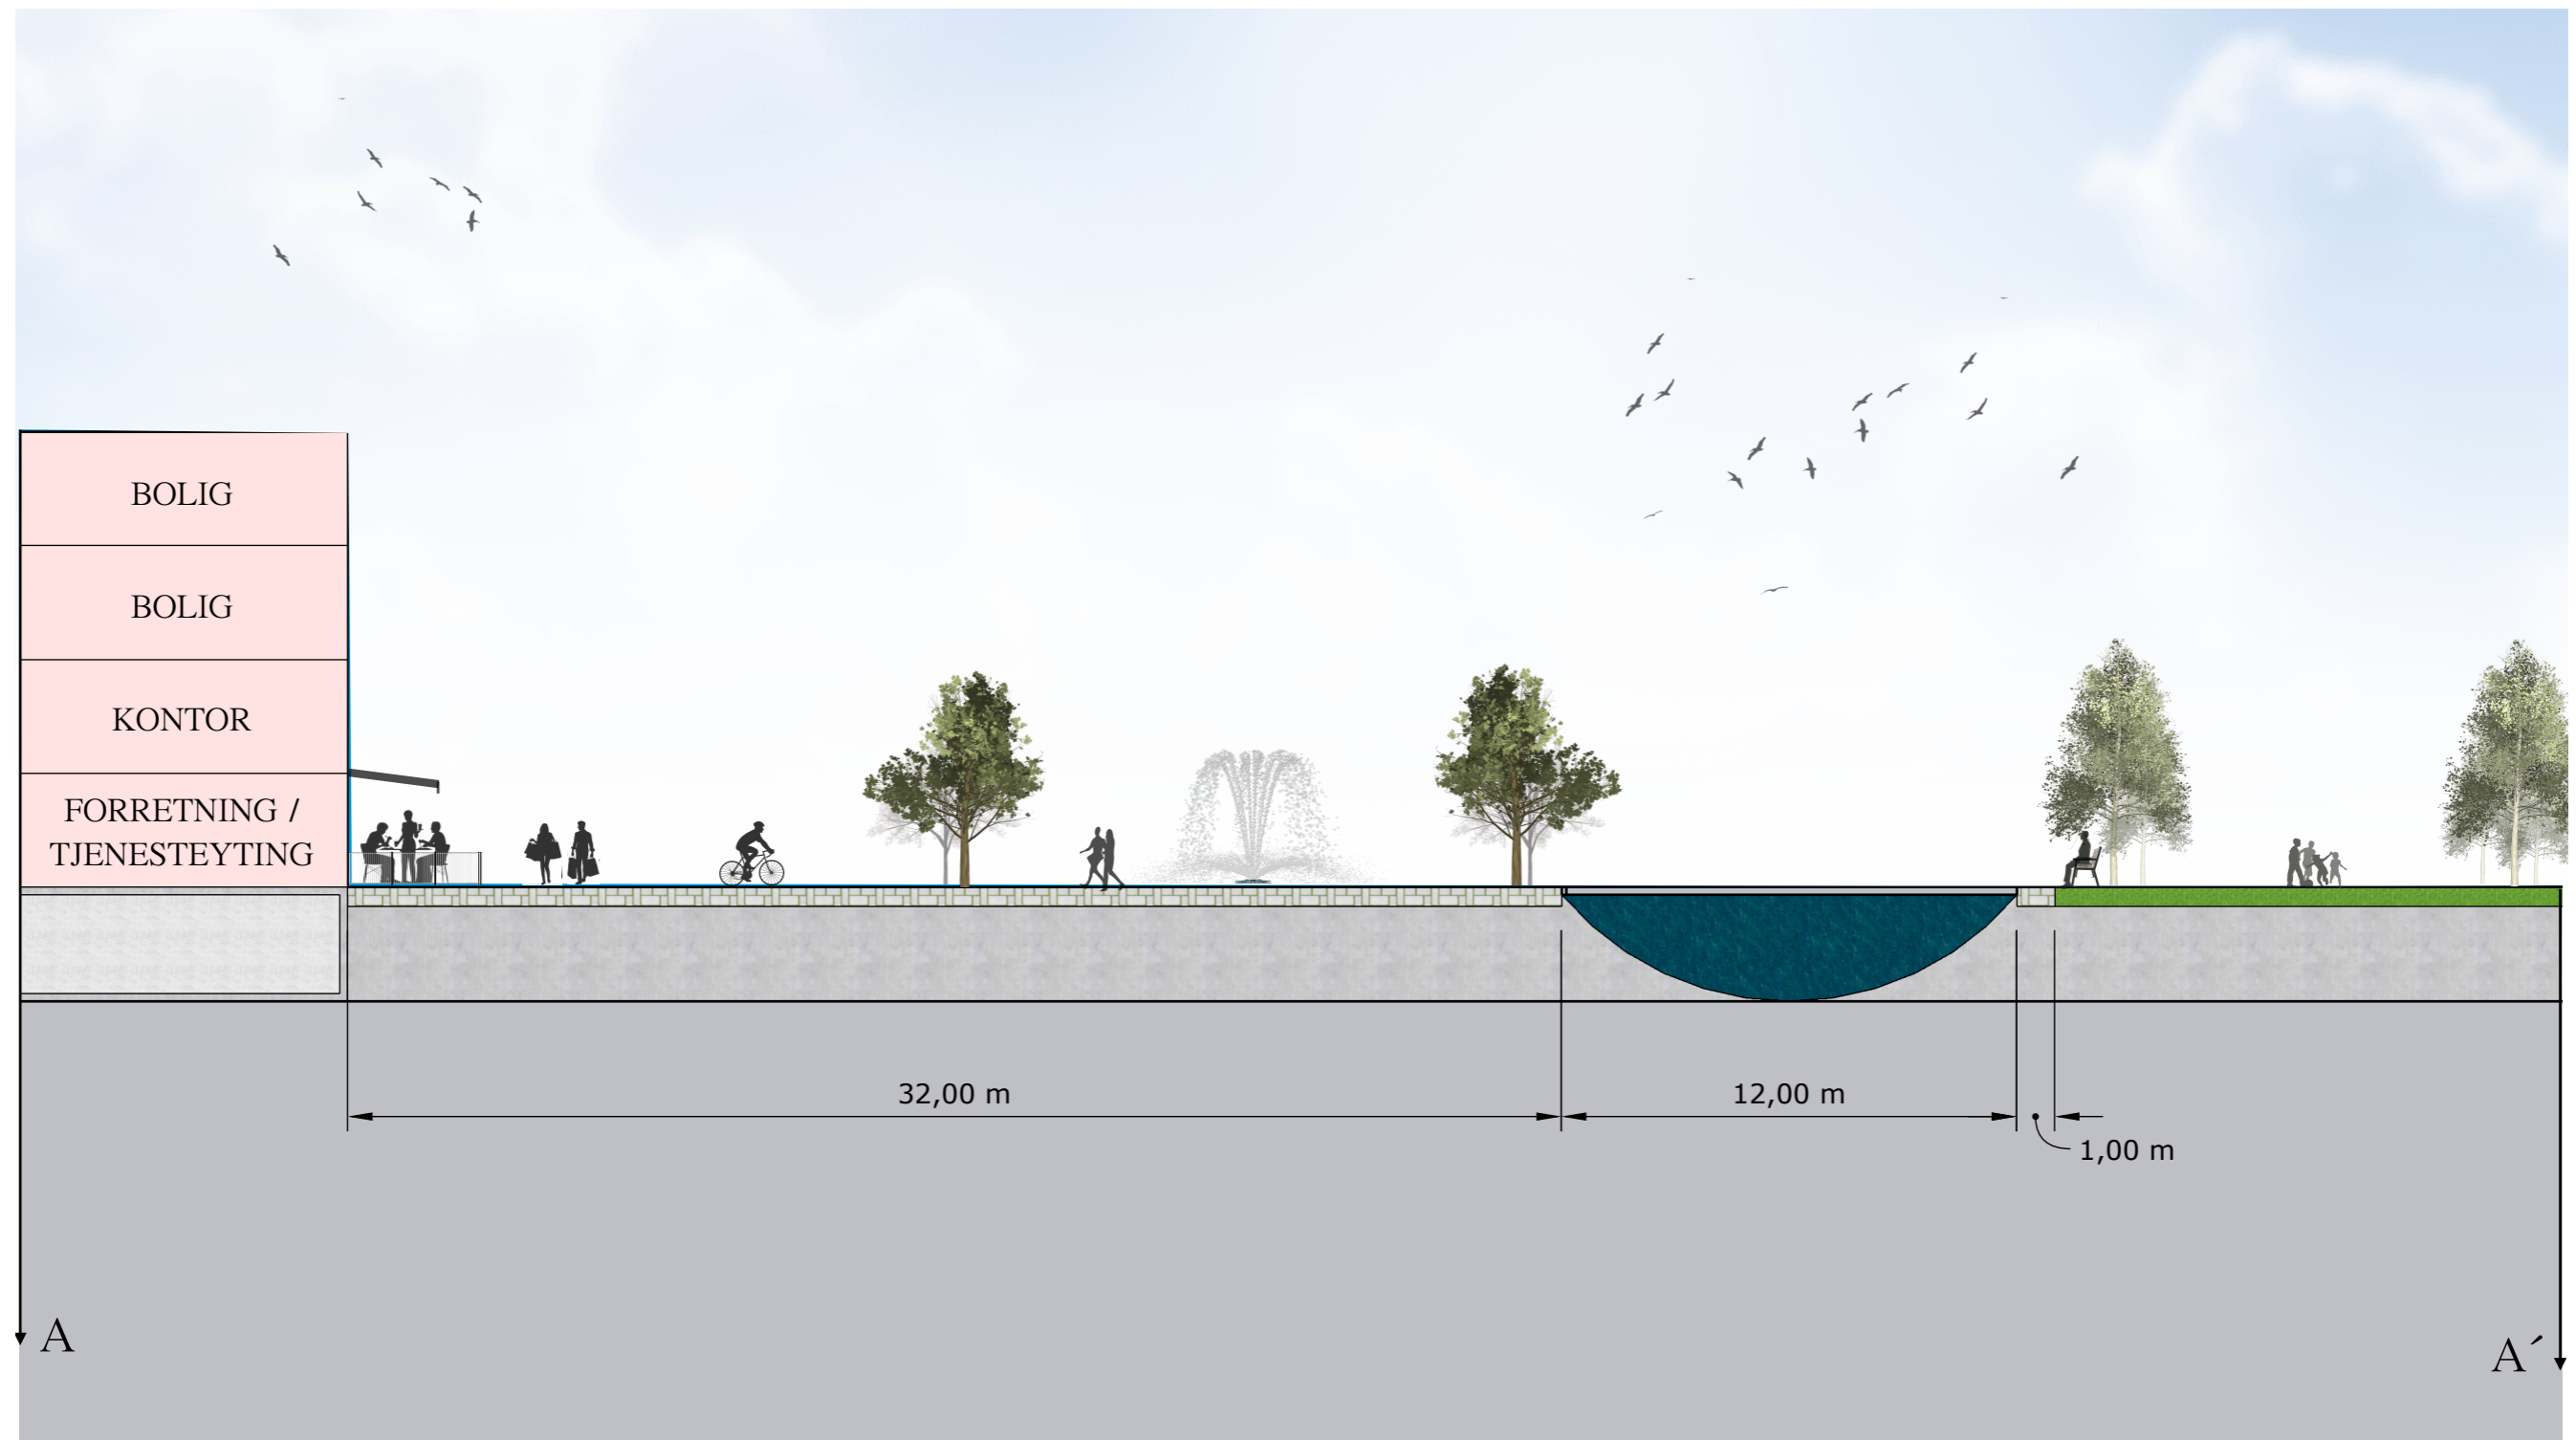 BOLIG
BOLIG
KONTOR
FORRETNING /
TJENESTEYTING
32,00 m
12,00 m
1,00 m
A
A´